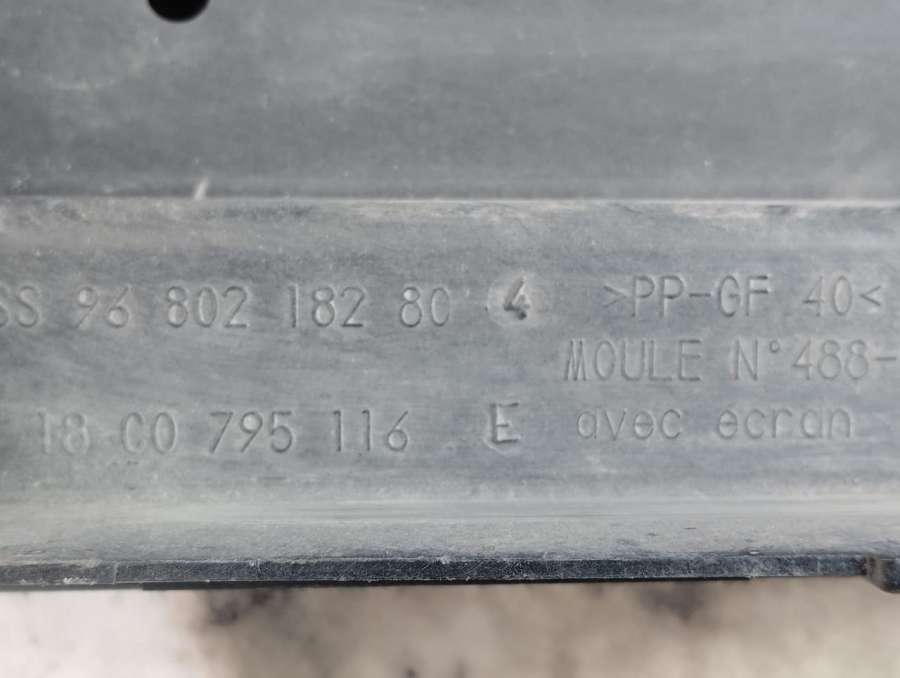 SS 96 802 182 80 4 >PP-GF 40<
MOULE N°488-
18 C0 795 116 E avec ecran